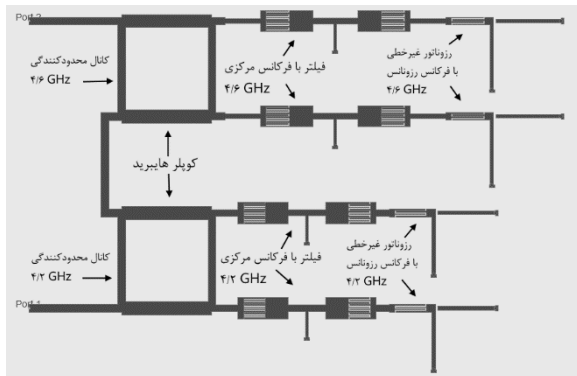 Port 2
کانال محدودکنندگی
۴/۶ GHz
فیلتر با فرکانس مرکزی
۴/۶ GHz
رزوناتور غیرخطی
با فرکانس رزونانس
۴/۶ GHz
کوپلر هایبرید
کانال محدودکنندگی
۴/۲ GHz
فیلتر با فرکانس مرکزی
۴/۲ GHz
رزوناتور غیرخطی
با فرکانس رزونانس
۴/۲ GHz
Port 1